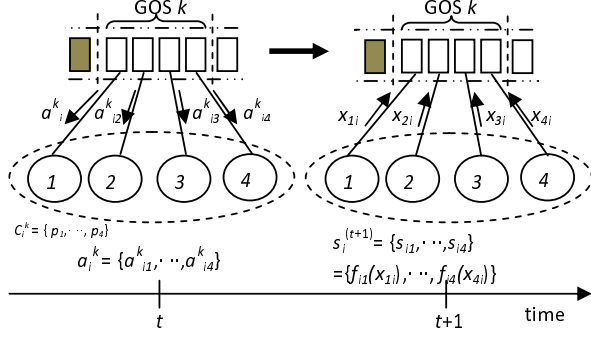 GOS k GOS k
a^k_i a^k_i2 a^k_i3 a^k_i4 x_1i x_2i x_3i x_4i
1 2 3 4 1 2 3 4
C_i^k = { p_1, · ··, p_4}
a_i^k = {a^k_i1, · ··,a^k_i4}
s_i^(t+1) = {s_i1, · ··,s_i4}
={f_i1(x_1i), · ··, f_i4(x_4i)}
time
t t+1